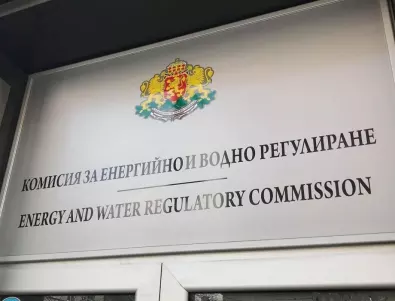 КОМИСИЯ ЗА ЕНЕРГИЙНО И ВОДНО РЕГУЛИРАНЕ
ENERGY AND WATER REGULATORY COMMISSION